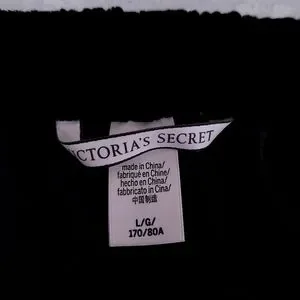 ICTORIA'S SECRET
made in China/
fabriqué en Chine/
hecho en China/
fabbricato in Cina/
中国制造
L/G/
170/80A